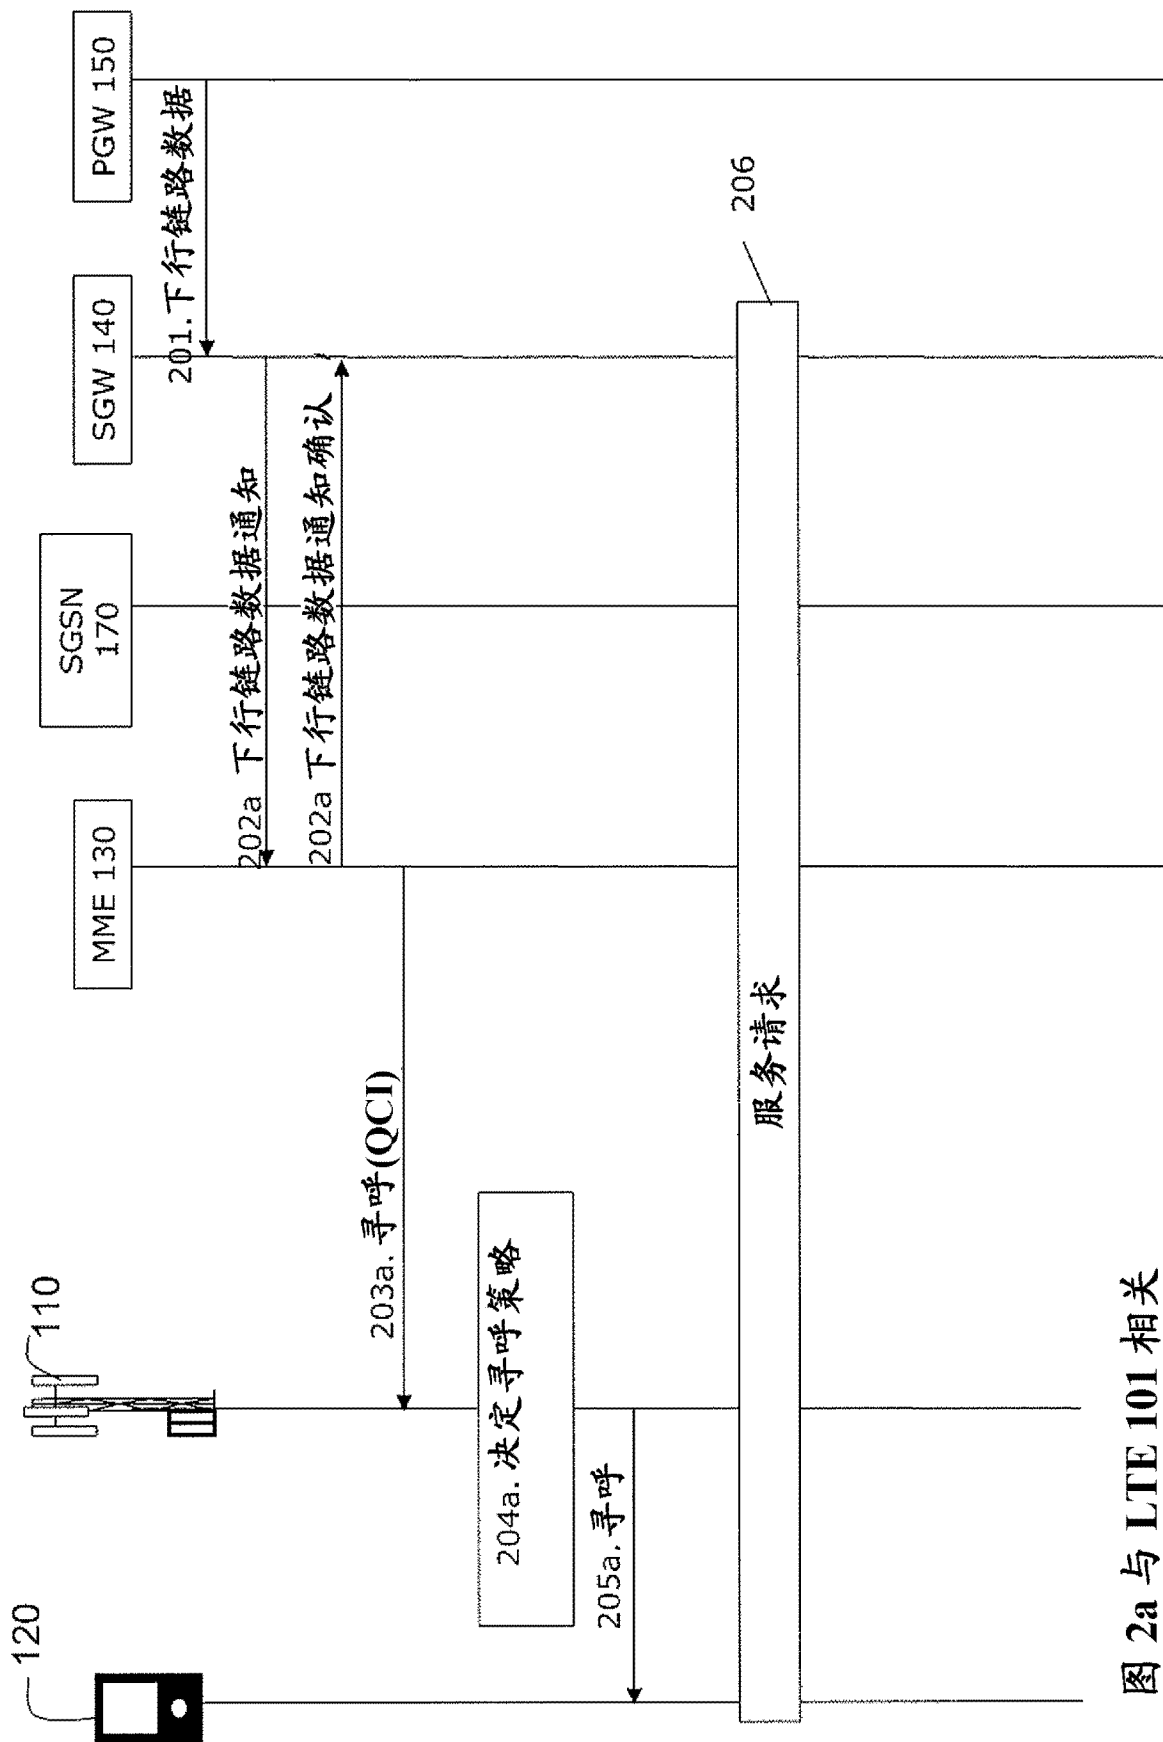 120
110
MME 130
SGSN
170
SGW 140
PGW 150
201.下行链路数据
202a 下行链路数据通知
202a 下行链路数据通知确认
203a.寻呼(QCI)
204a.决定寻呼策略
205a.寻呼
服务请求
206
图 2a 与 LTE 101 相关